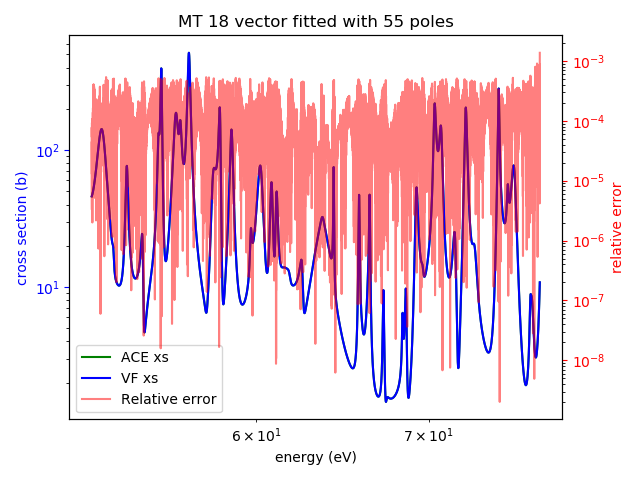 MT 18 vector fitted with 55 poles
10²
10¹
cross section (b)
10⁻³
10⁻⁴
10⁻⁵
10⁻⁶
10⁻⁷
10⁻⁸
relative error
ACE xs
VF xs
Relative error
6 × 10¹
7 × 10¹
energy (eV)